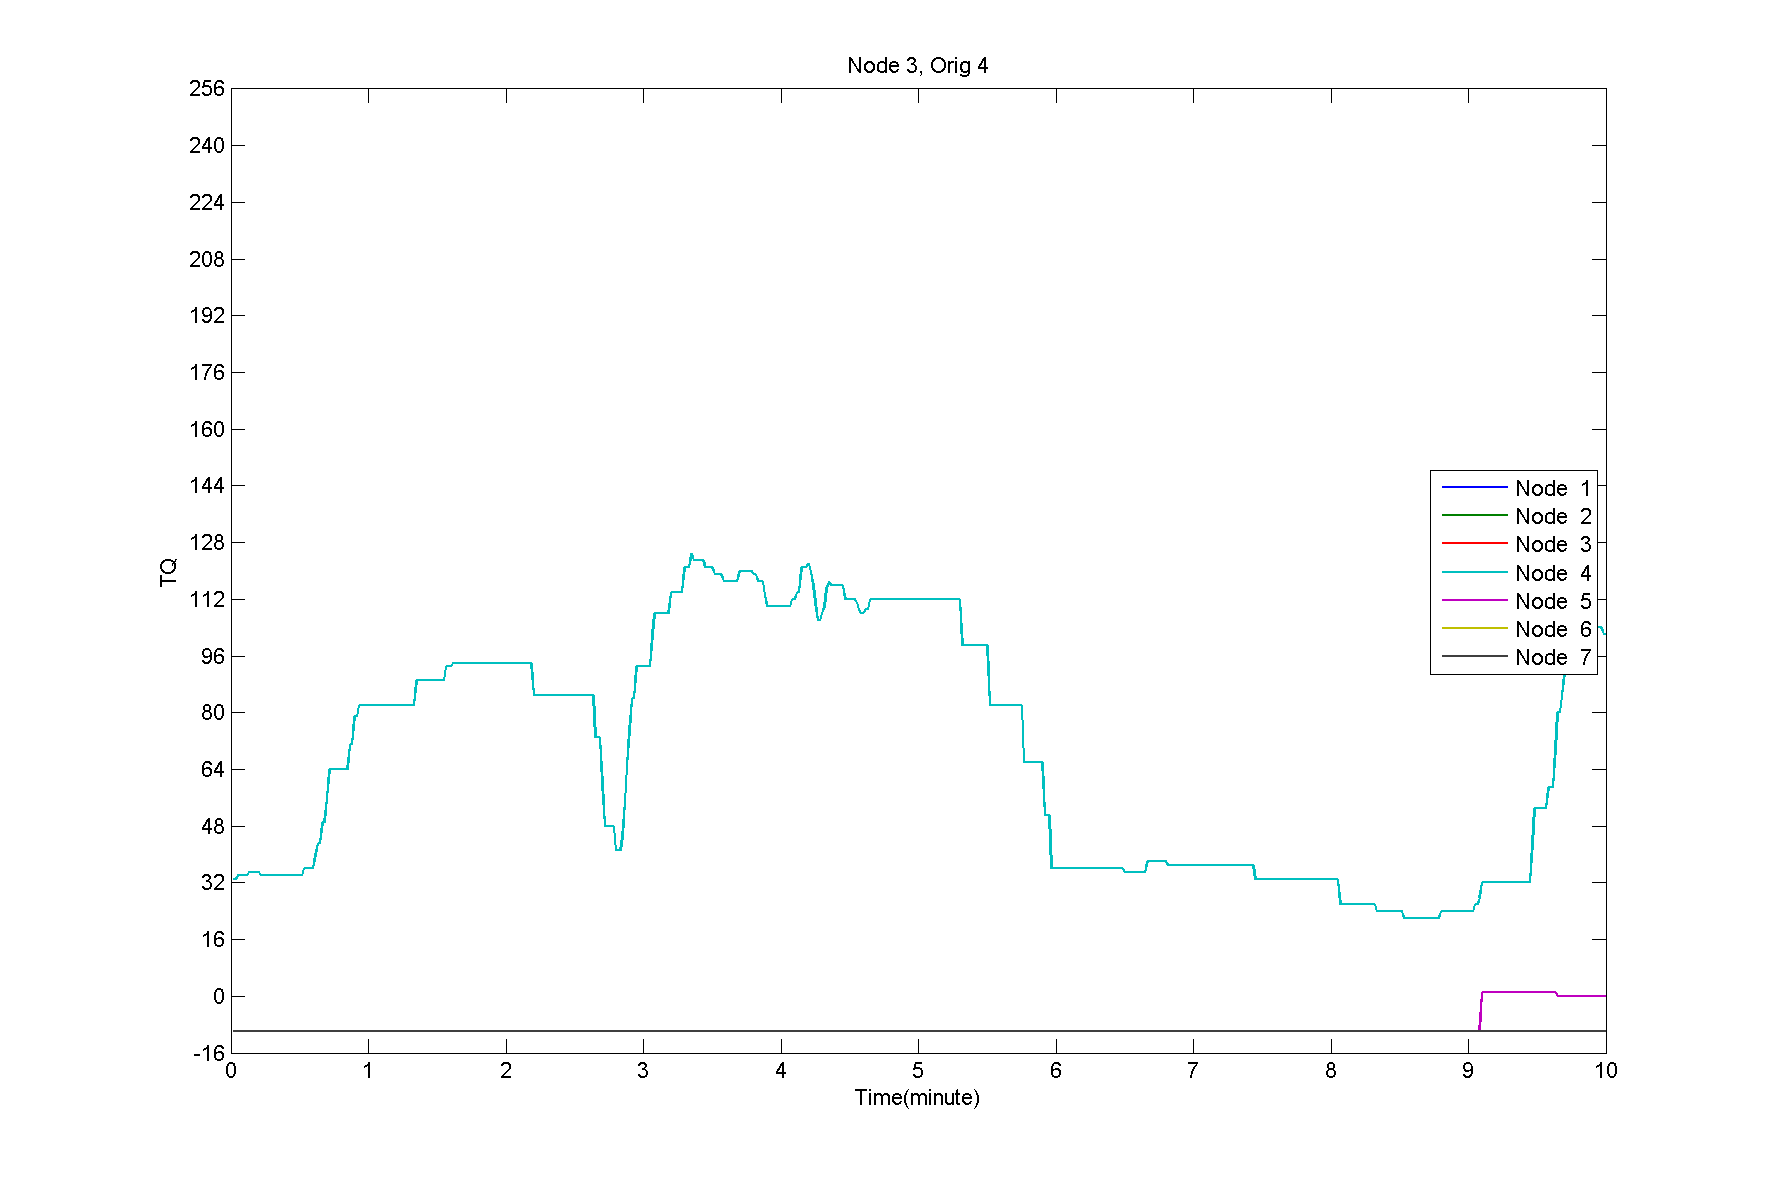 Node 3, Orig 4
256
240
224
208
192
176
160
144
128
112
96
80
64
48
32
16
0
-16
TQ
Node 1
Node 2
Node 3
Node 4
Node 5
Node 6
Node 7
0 1 2 3 4 5 6 7 8 9 10
Time(minute)